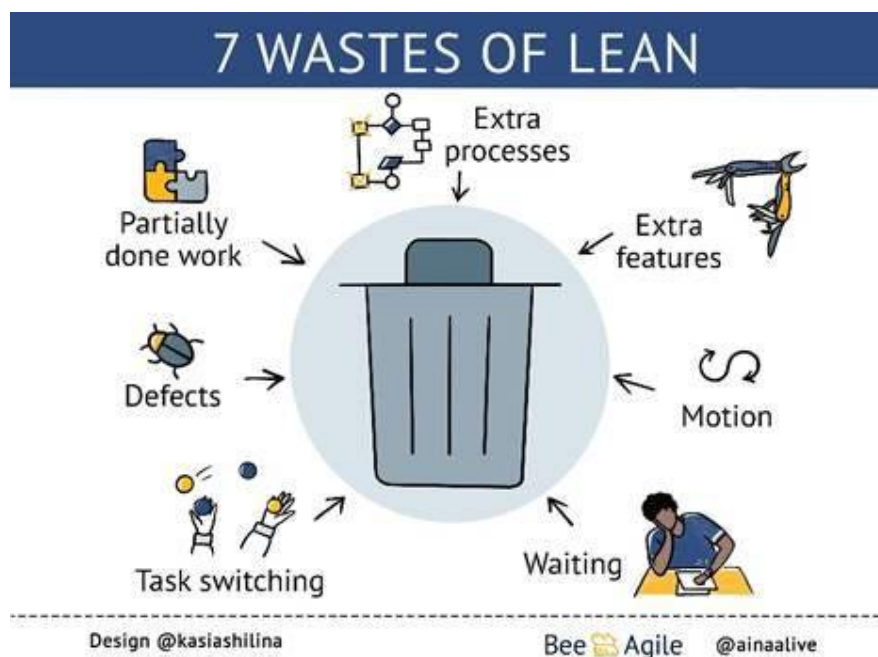 7 WASTES OF LEAN
Extra
processes
Partially
done work
Extra
features
Defects
Motion
Task switching
Waiting
Design @kasiashilina
Bee Agile @ainaalive